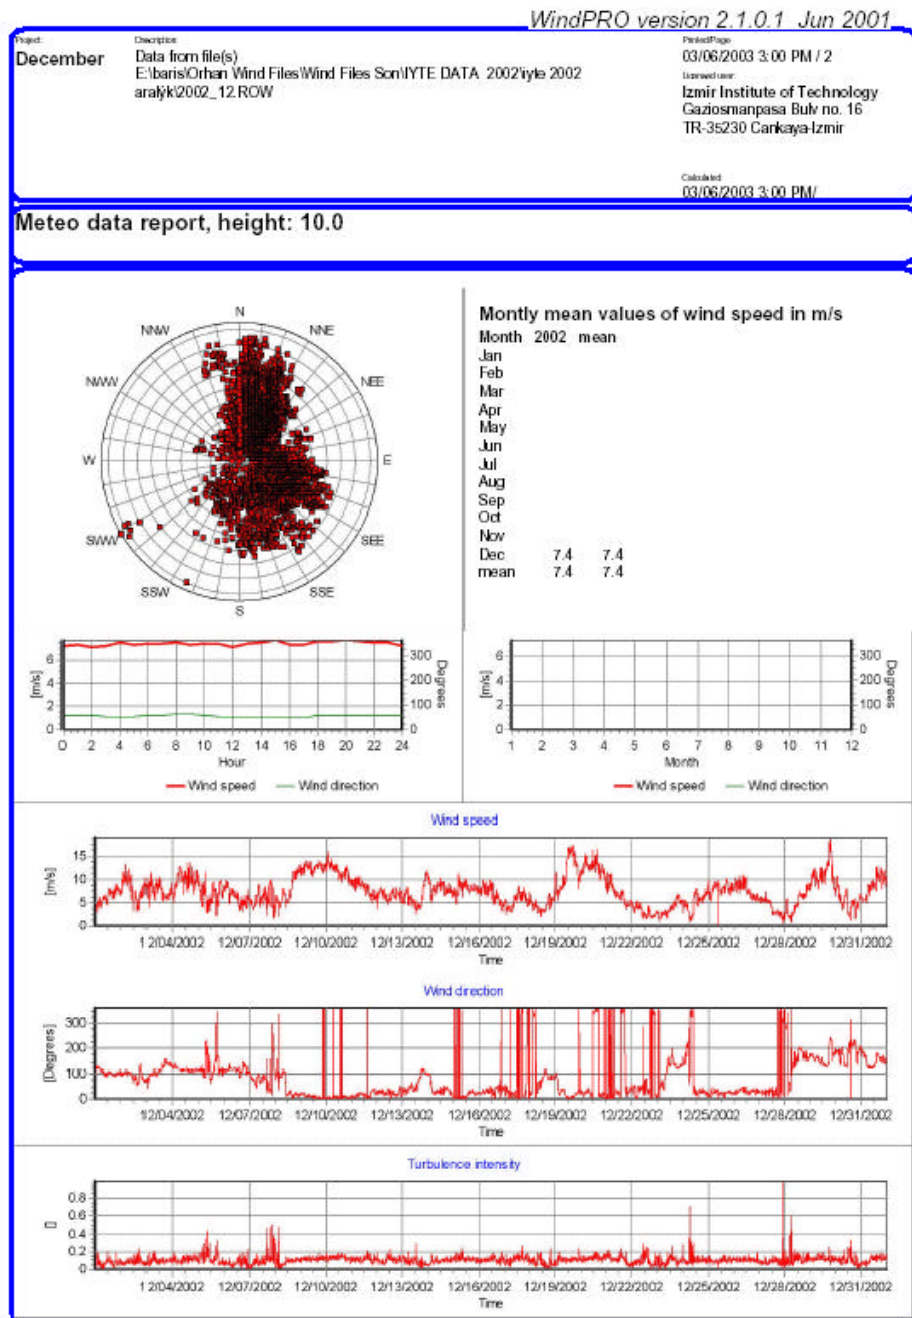 WindPRO version 2.1.0.1 Jun 2001
Project:
December
Description:
Data from file(s)
E:\baris\Orhan Wind Files\Wind Files Son\IYTE DATA 2002\iyte 2002
aralýk\2002_12.ROW
Printed/Page
03/06/2003 3:00 PM / 2
Licensed user:
Izmir Institute of Technology
Gaziosmanpasa Bulv no. 16
TR-35230 Cankaya-Izmir
Calculated:
03/06/2003 3:00 PM/
Meteo data report, height: 10.0
N
NNE
NEE
E
SEE
SSE
S
SSW
SWW
W
NWW
NNW
Montly mean values of wind speed in m/s
Month 2002 mean
Jan
Feb
Mar
Apr
May
Jun
Jul
Aug
Sep
Oct
Nov
Dec 7.4 7.4
mean 7.4 7.4
[m/s]
6
4
2
0
300
200
100
0
Degrees
0 2 4 6 8 10 12 14 16 18 20 22 24
Hour
Wind speed Wind direction
[m/s]
6
4
2
0
300
200
100
0
Degrees
1 2 3 4 5 6 7 8 9 10 11 12
Month
Wind speed Wind direction
Wind speed
[m/s]
15
10
5
0
12/04/2002 12/07/2002 12/10/2002 12/13/2002 12/16/2002 12/19/2002 12/22/2002 12/25/2002 12/28/2002 12/31/2002
Time
Wind direction
[Degrees]
300
200
100
0
12/04/2002 12/07/2002 12/10/2002 12/13/2002 12/16/2002 12/19/2002 12/22/2002 12/25/2002 12/28/2002 12/31/2002
Time
Turbulence intensity
[]
0.8
0.6
0.4
0.2
0
12/04/2002 12/07/2002 12/10/2002 12/13/2002 12/16/2002 12/19/2002 12/22/2002 12/25/2002 12/28/2002 12/31/2002
Time